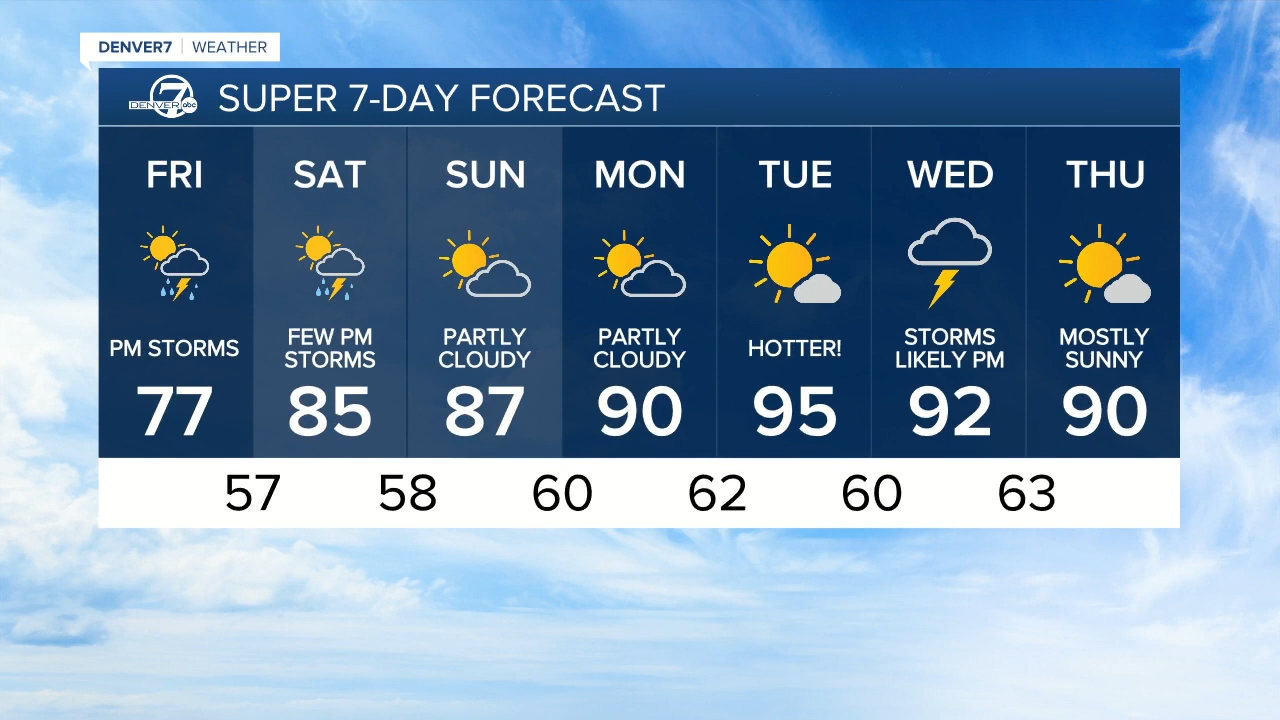 DENVER7 | WEATHER
DENVER 7 abc
SUPER 7-DAY FORECAST
FRI SAT SUN MON TUE WED THU
PM STORMS
FEW PM
STORMS
PARTLY
CLOUDY
PARTLY
CLOUDY
HOTTER!
STORMS
LIKELY PM
MOSTLY
SUNNY
77 85 87 90 95 92 90
57 58 60 62 60 63